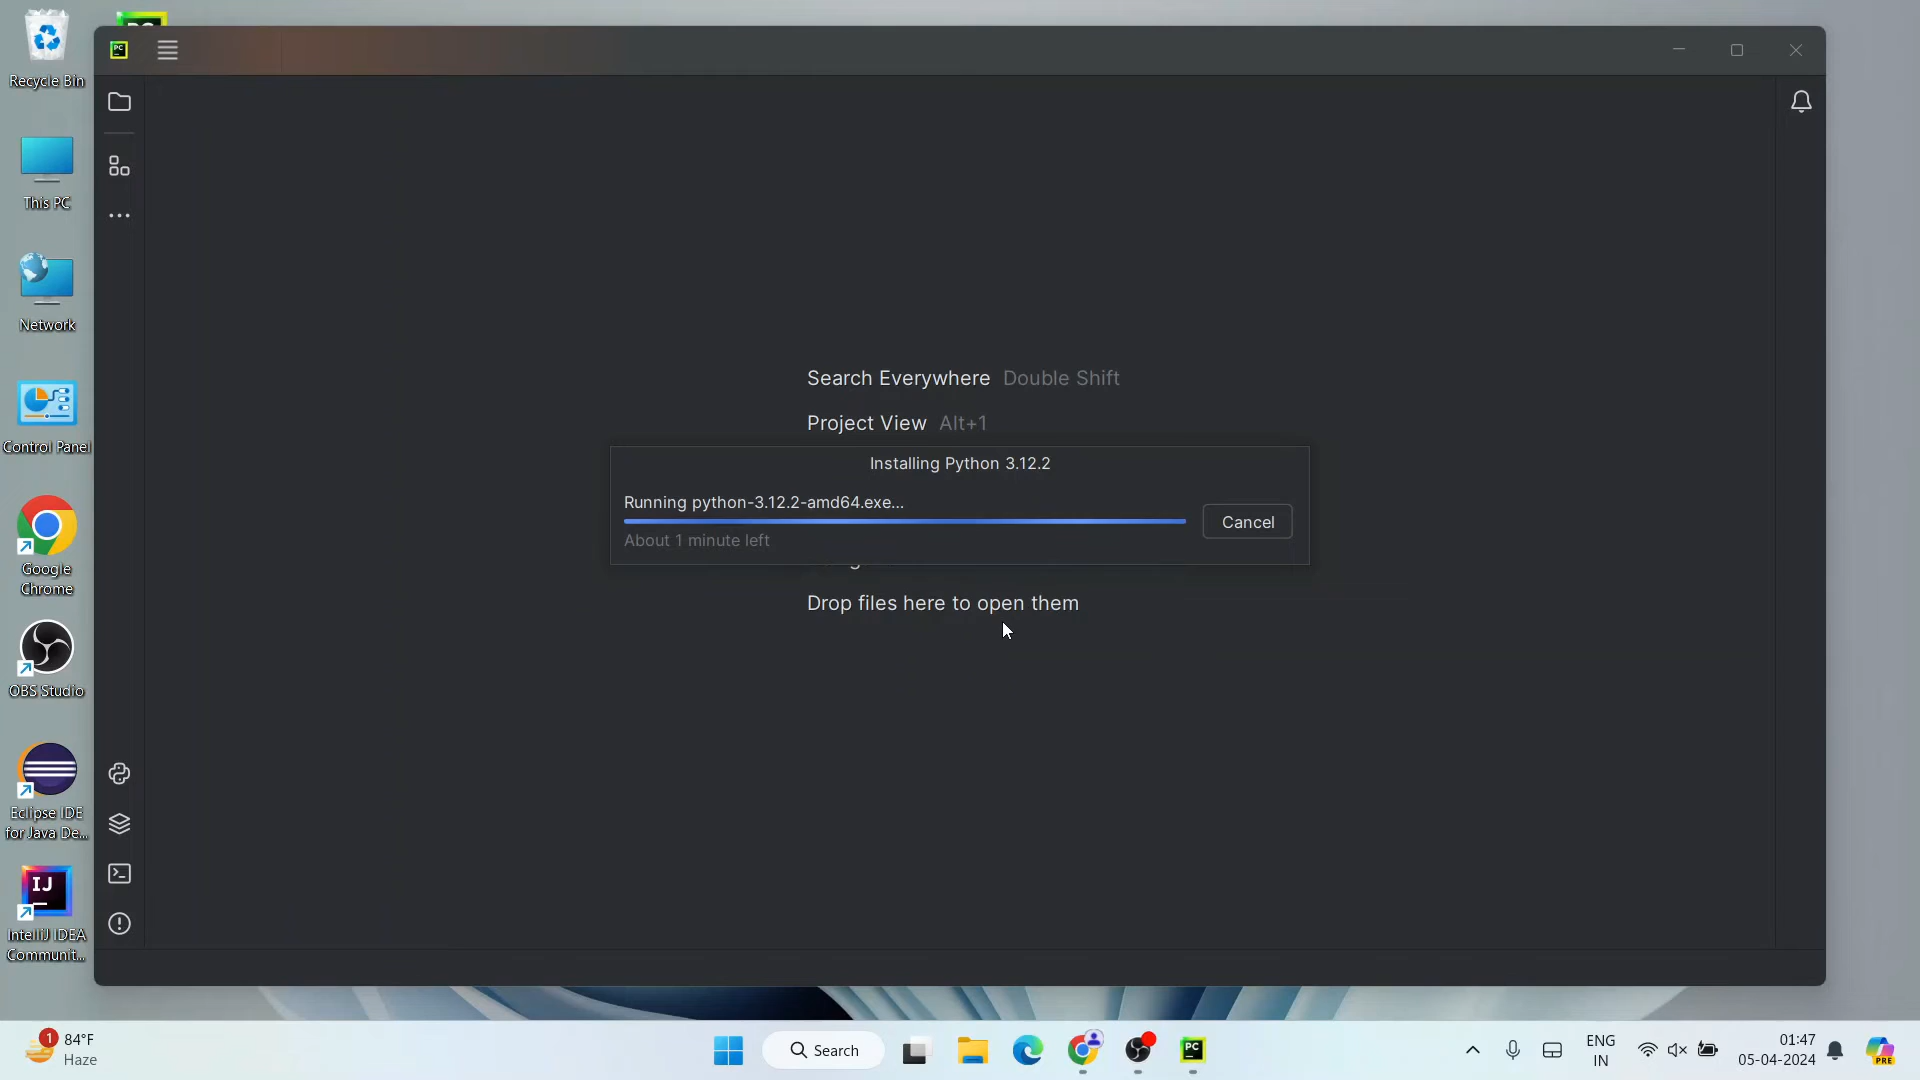 Recycle Bin
This PC
Network
Control Panel
Google
Chrome
OBS Studio
Eclipse IDE
for Java De...
IJ
IntelliJ IDEA
Communit...
PC
Search Everywhere Double Shift
Project View Alt+1
Installing Python 3.12.2
Running python-3.12.2-amd64.exe...
Cancel
About 1 minute left
Drop files here to open them
1
84°F
Haze
Search
PC
ENG
IN
01:47
05-04-2024
PRE